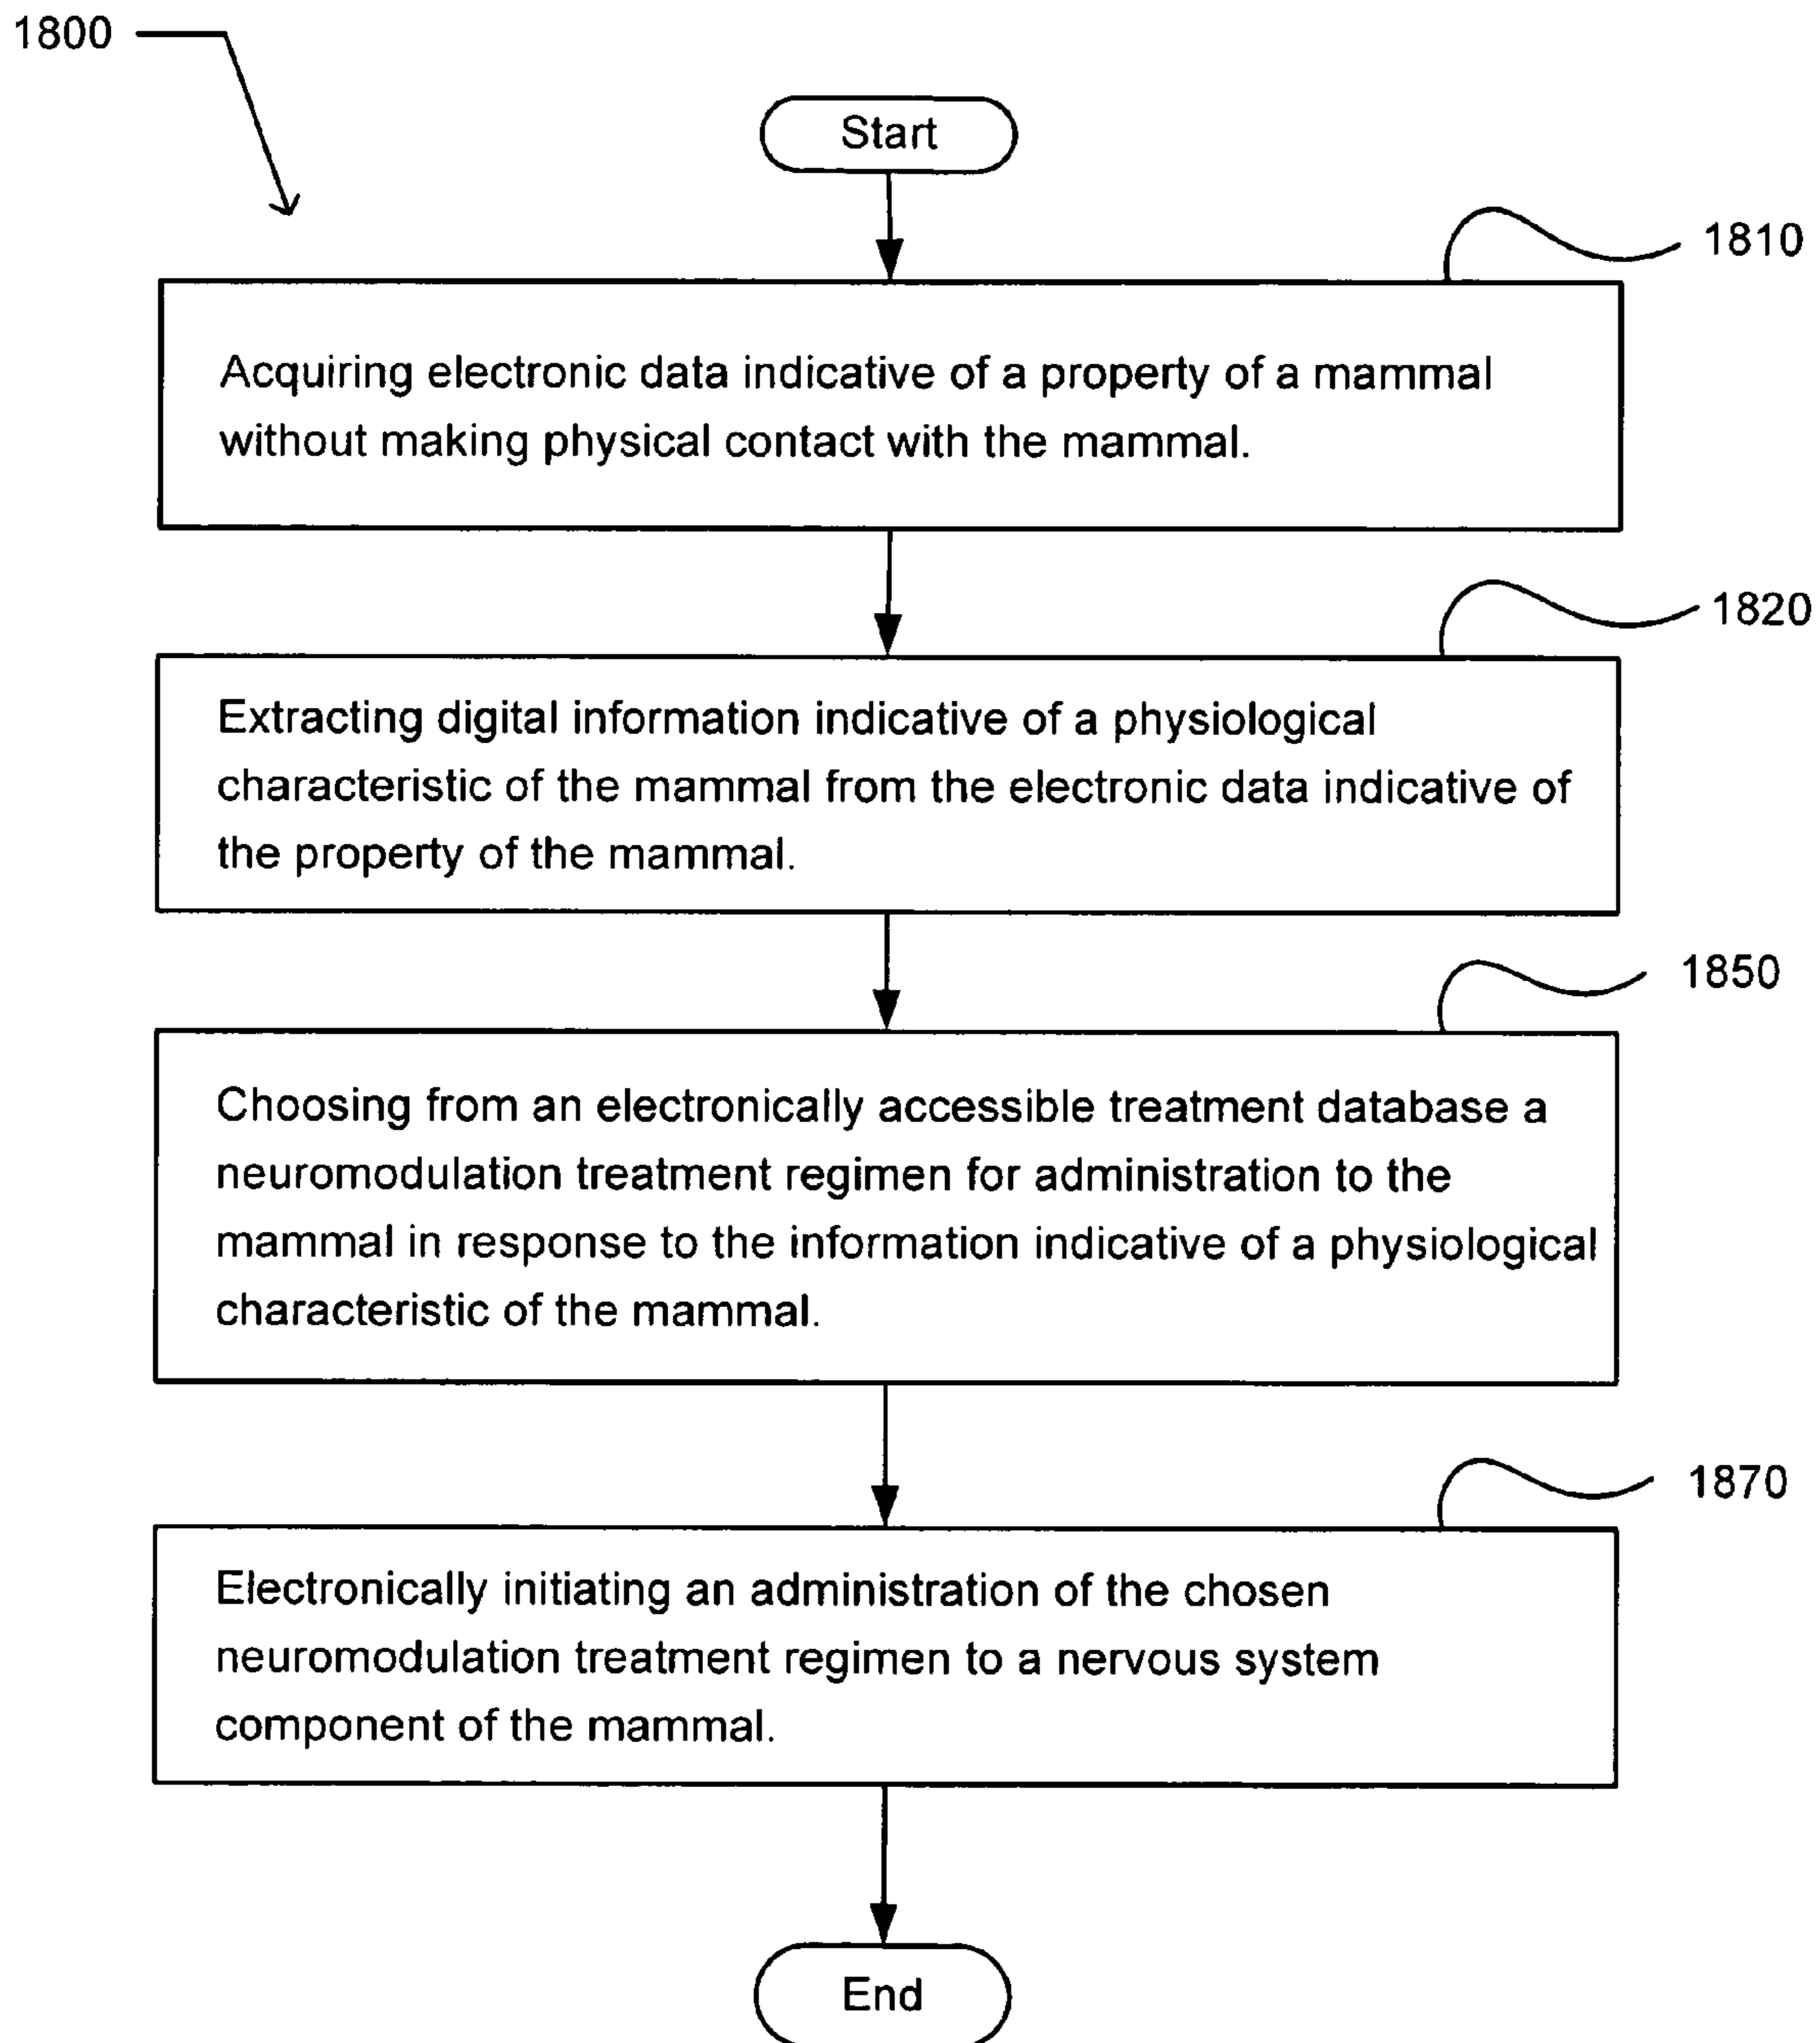 1800
Start
1810
Acquiring electronic data indicative of a property of a mammal
without making physical contact with the mammal.
1820
Extracting digital information indicative of a physiological
characteristic of the mammal from the electronic data indicative of
the property of the mammal.
1850
Choosing from an electronically accessible treatment database a
neuromodulation treatment regimen for administration to the
mammal in response to the information indicative of a physiological
characteristic of the mammal.
1870
Electronically initiating an administration of the chosen
neuromodulation treatment regimen to a nervous system
component of the mammal.
End